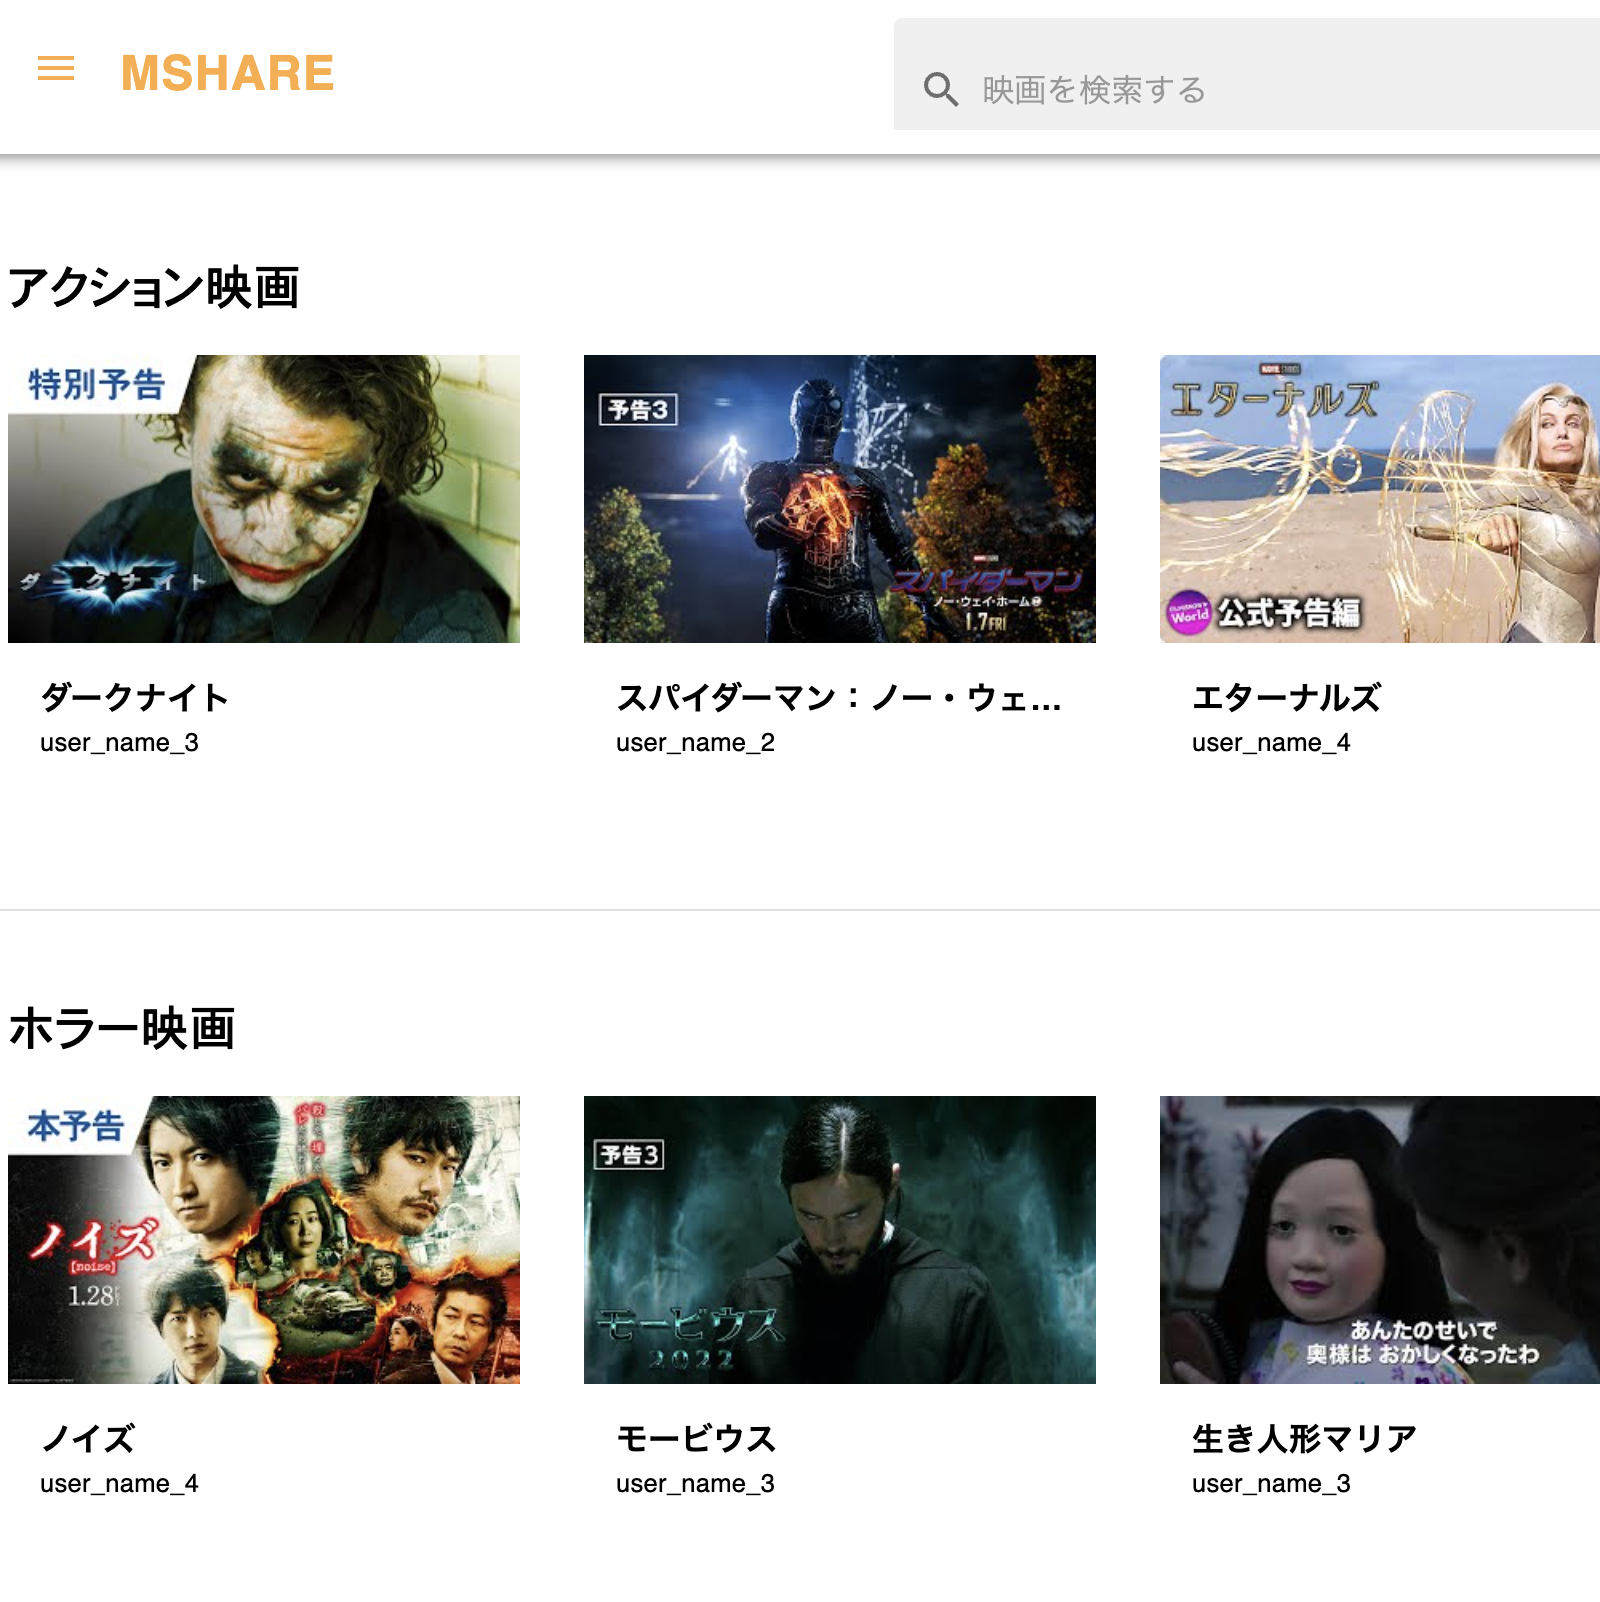 MSHARE
映画を検索する
アクション映画
特別予告
ダークナイト
予告3
スパイダーマン
ノー・ウェイ・ホーム
1.7 FRI
MARVEL STUDIOS
エターナルズ
World
公式予告編
ダークナイト
user_name_3
スパイダーマン：ノー・ウェ...
user_name_2
エターナルズ
user_name_4
ホラー映画
本予告
ノイズ
[noise]
1.28
予告3
モービウス
2022
あんたのせいで
奥様は おかしくなったわ
ノイズ
user_name_4
モービウス
user_name_3
生き人形マリア
user_name_3